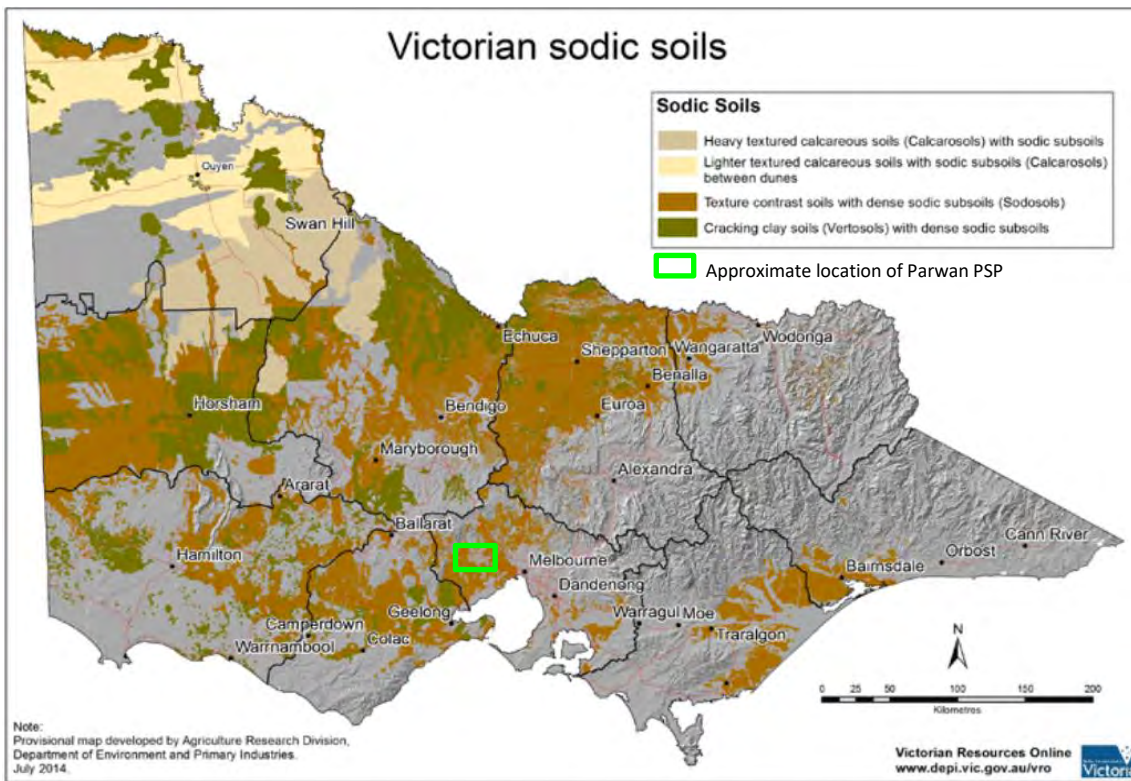 Victorian sodic soils
Sodic Soils
Heavy textured calcareous soils (Calcarosols) with sodic subsoils
Lighter textured calcareous soils with sodic subsoils (Calcarosols)
between dunes
Texture contrast soils with dense sodic subsoils (Sodosols)
Cracking clay soils (Vertosols) with dense sodic subsoils
Approximate location of Parwan PSP
Ouyen
Swan Hill
Echuca
Wodonga
Shepparton
Wangaratta
Benalla
Horsham
Bendigo
Euroa
Maryborough
Alexandra
Ararat
Ballarat
Cann River
Orbost
Hamilton
Melbourne
Bairnsdale
Dandenong
Geelong
Warragul
Moe
Camperdown
Traralgon
Colac
Warrnambool
N
0 25 50 100 150 200
Kilometres
Note:
Provisional map developed by Agriculture Research Division,
Department of Environment and Primary Industries.
July 2014.
Victorian Resources Online
www.depi.vic.gov.au/vro
Victoria